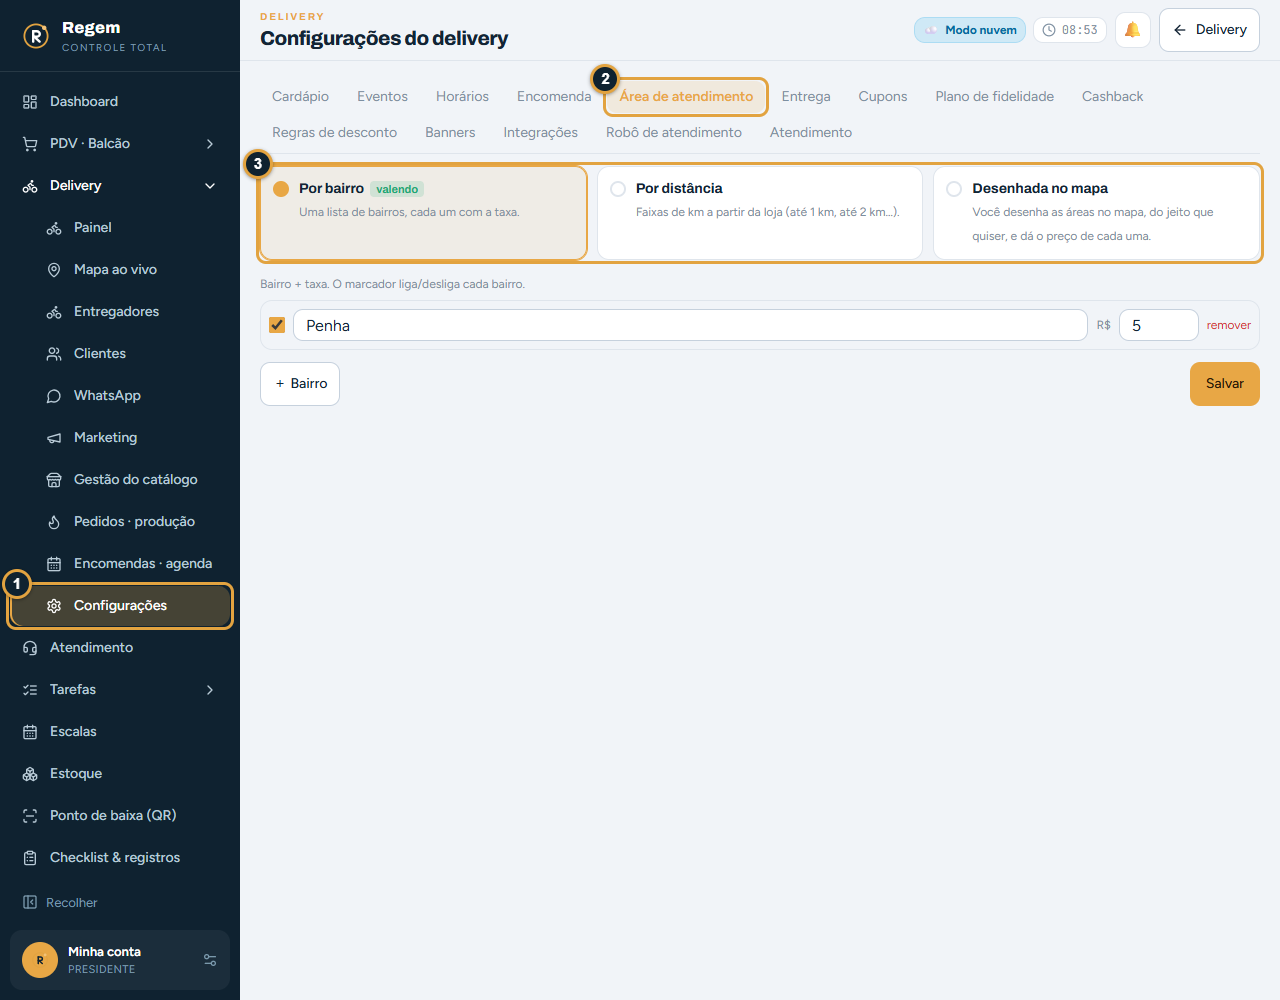 Regem
CONTROLE TOTAL
Dashboard
PDV · Balcão
Delivery
Painel
Mapa ao vivo
Entregadores
Clientes
WhatsApp
Marketing
Gestão do catálogo
Pedidos · produção
Encomendas · agenda
1
Configurações
Atendimento
Tarefas
Escalas
Estoque
Ponto de baixa (QR)
Checklist & registros
Recolher
R
Minha conta
PRESIDENTE
DELIVERY
Configurações do delivery
Modo nuvem
08:53
Delivery
2
Cardápio Eventos Horários Encomenda Área de atendimento Entrega Cupons Plano de fidelidade Cashback
Regras de desconto Banners Integrações Robô de atendimento Atendimento
3
Por bairro valendo
Uma lista de bairros, cada um com a taxa.
Por distância
Faixas de km a partir da loja (até 1 km, até 2 km…).
Desenhada no mapa
Você desenha as áreas no mapa, do jeito que
quiser, e dá o preço de cada uma.
Bairro + taxa. O marcador liga/desliga cada bairro.
Penha R$ 5 remover
+ Bairro
Salvar